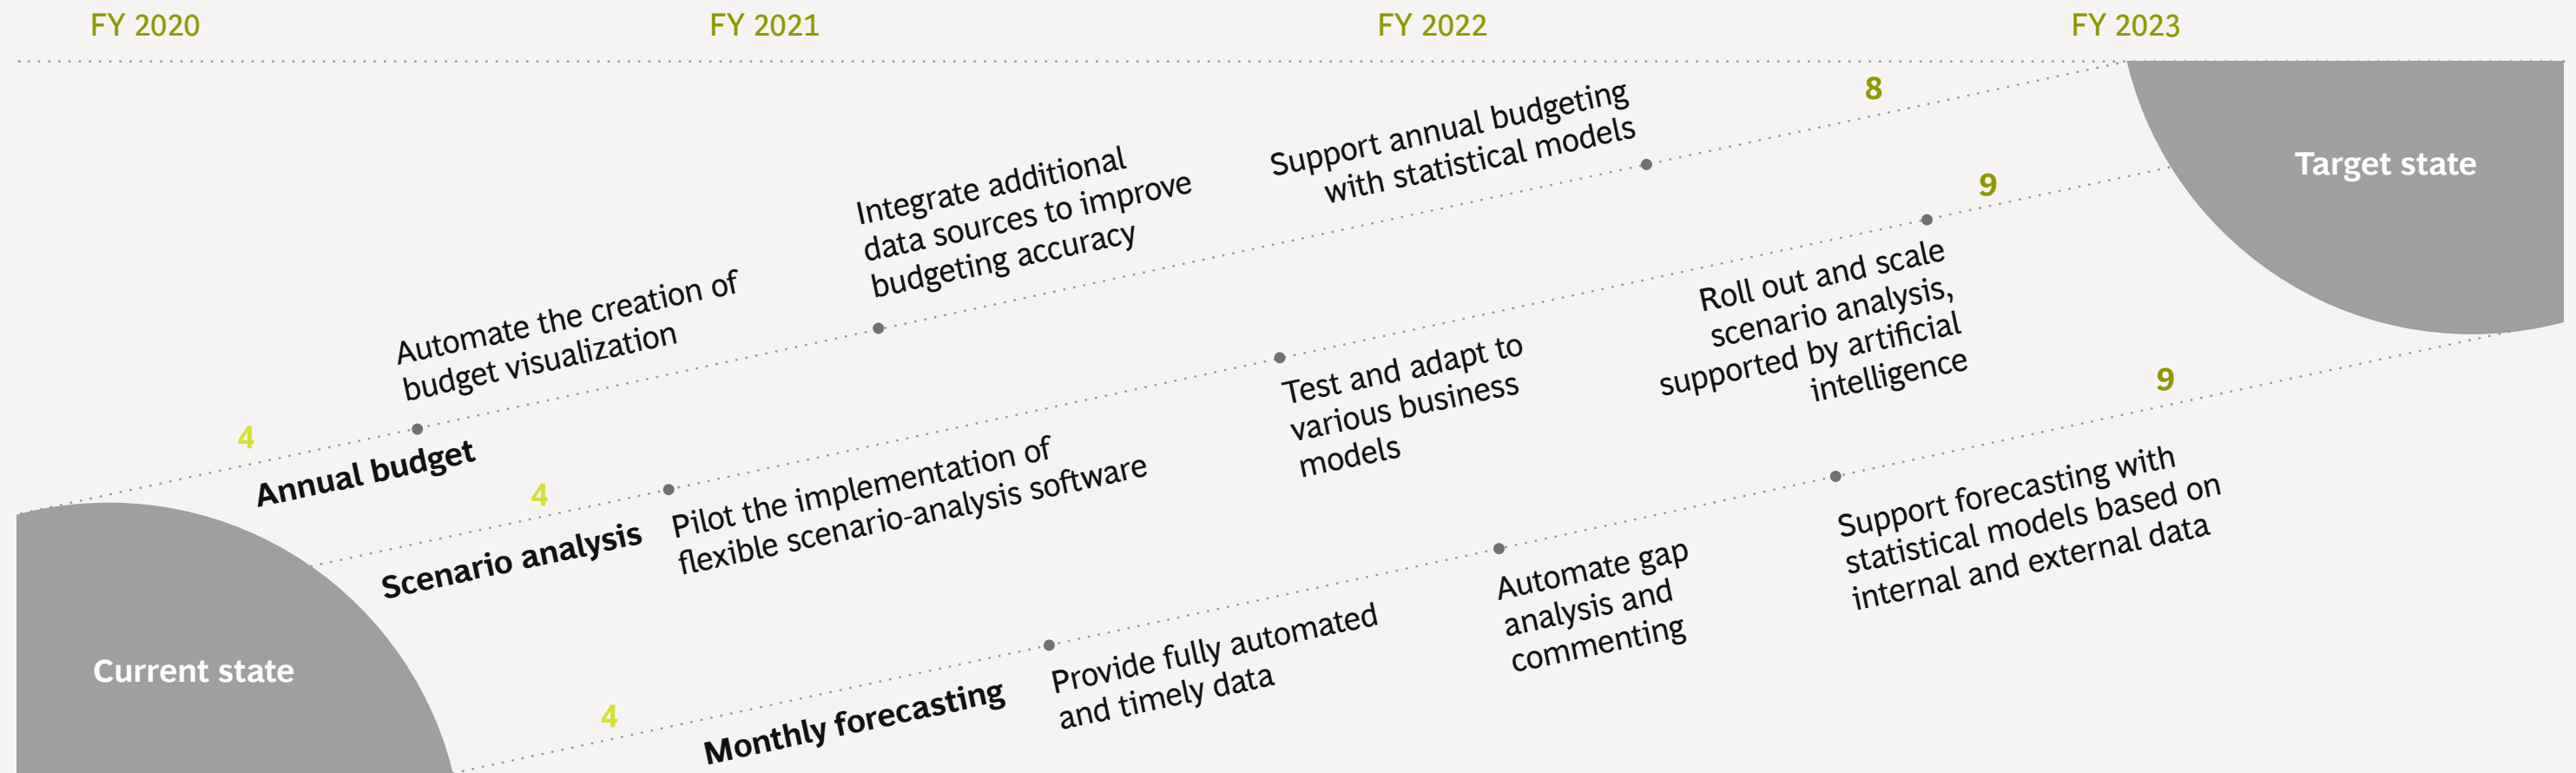 FY 2020
FY 2021
FY 2022
FY 2023
4
Annual budget
Automate the creation of
budget visualization
Integrate additional
data sources to improve
budgeting accuracy
Support annual budgeting
with statistical models
8
4
Scenario analysis
Pilot the implementation of
flexible scenario-analysis software
Test and adapt to
various business
models
Roll out and scale
scenario analysis,
supported by artificial
intelligence
9
4
Monthly forecasting
Provide fully automated
and timely data
Automate gap
analysis and
commenting
Support forecasting with
statistical models based on
internal and external data
9
Current state
Target state